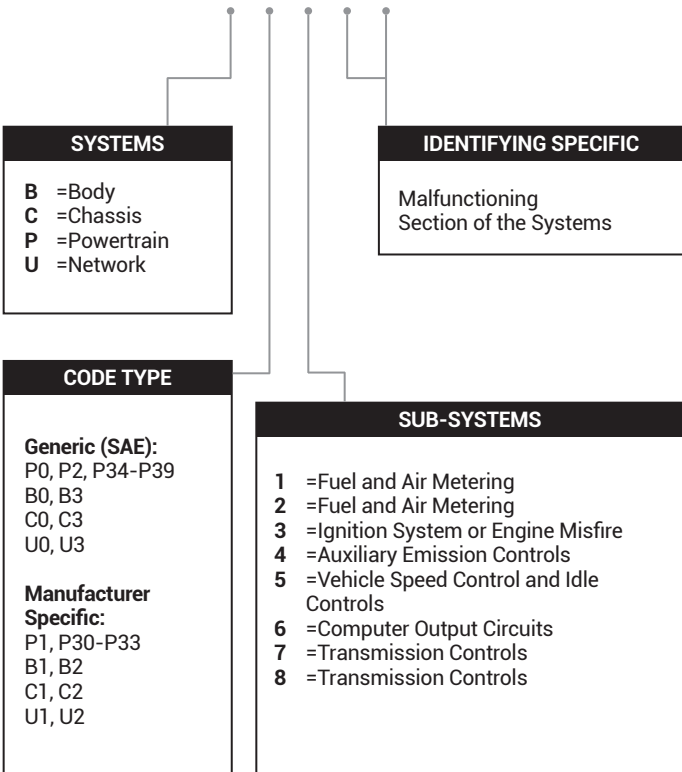 SYSTEMS
B =Body
C =Chassis
P =Powertrain
U =Network
IDENTIFYING SPECIFIC
Malfunctioning
Section of the Systems
CODE TYPE
Generic (SAE):
P0, P2, P34-P39
B0, B3
C0, C3
U0, U3
Manufacturer
Specific:
P1, P30-P33
B1, B2
C1, C2
U1, U2
SUB-SYSTEMS
1 =Fuel and Air Metering
2 =Fuel and Air Metering
3 =Ignition System or Engine Misfire
4 =Auxiliary Emission Controls
5 =Vehicle Speed Control and Idle
Controls
6 =Computer Output Circuits
7 =Transmission Controls
8 =Transmission Controls